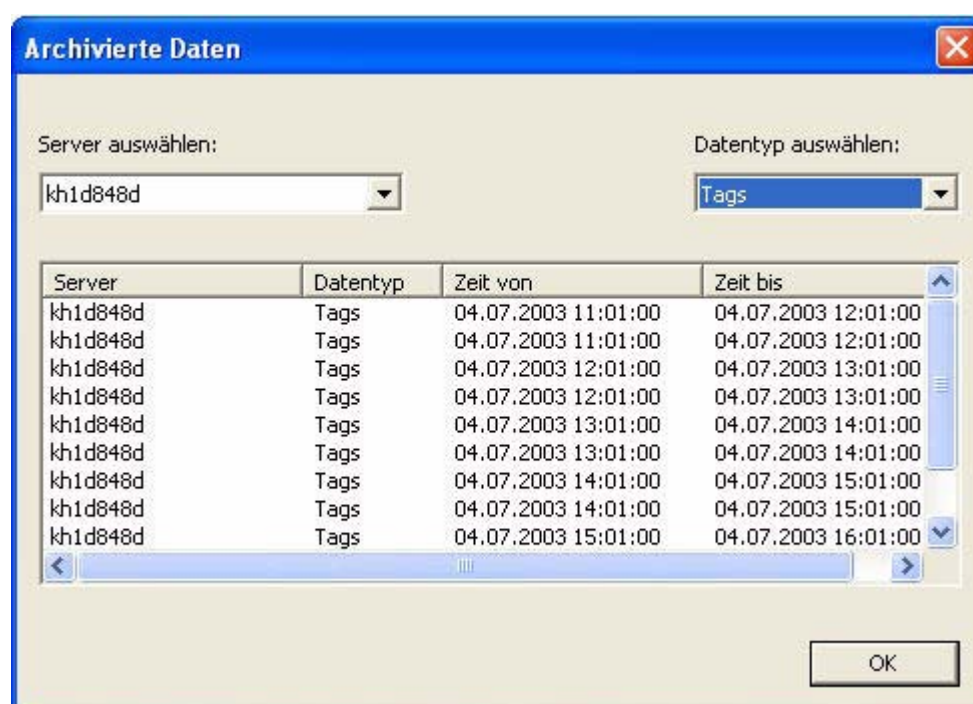 Archivierte Daten
Server auswählen: Datentyp auswählen:
kh1d848d Tags
Server Datentyp Zeit von Zeit bis
kh1d848d Tags 04.07.2003 11:01:00 04.07.2003 12:01:00
kh1d848d Tags 04.07.2003 11:01:00 04.07.2003 12:01:00
kh1d848d Tags 04.07.2003 12:01:00 04.07.2003 13:01:00
kh1d848d Tags 04.07.2003 12:01:00 04.07.2003 13:01:00
kh1d848d Tags 04.07.2003 13:01:00 04.07.2003 14:01:00
kh1d848d Tags 04.07.2003 13:01:00 04.07.2003 14:01:00
kh1d848d Tags 04.07.2003 14:01:00 04.07.2003 15:01:00
kh1d848d Tags 04.07.2003 14:01:00 04.07.2003 15:01:00
kh1d848d Tags 04.07.2003 15:01:00 04.07.2003 16:01:00
OK